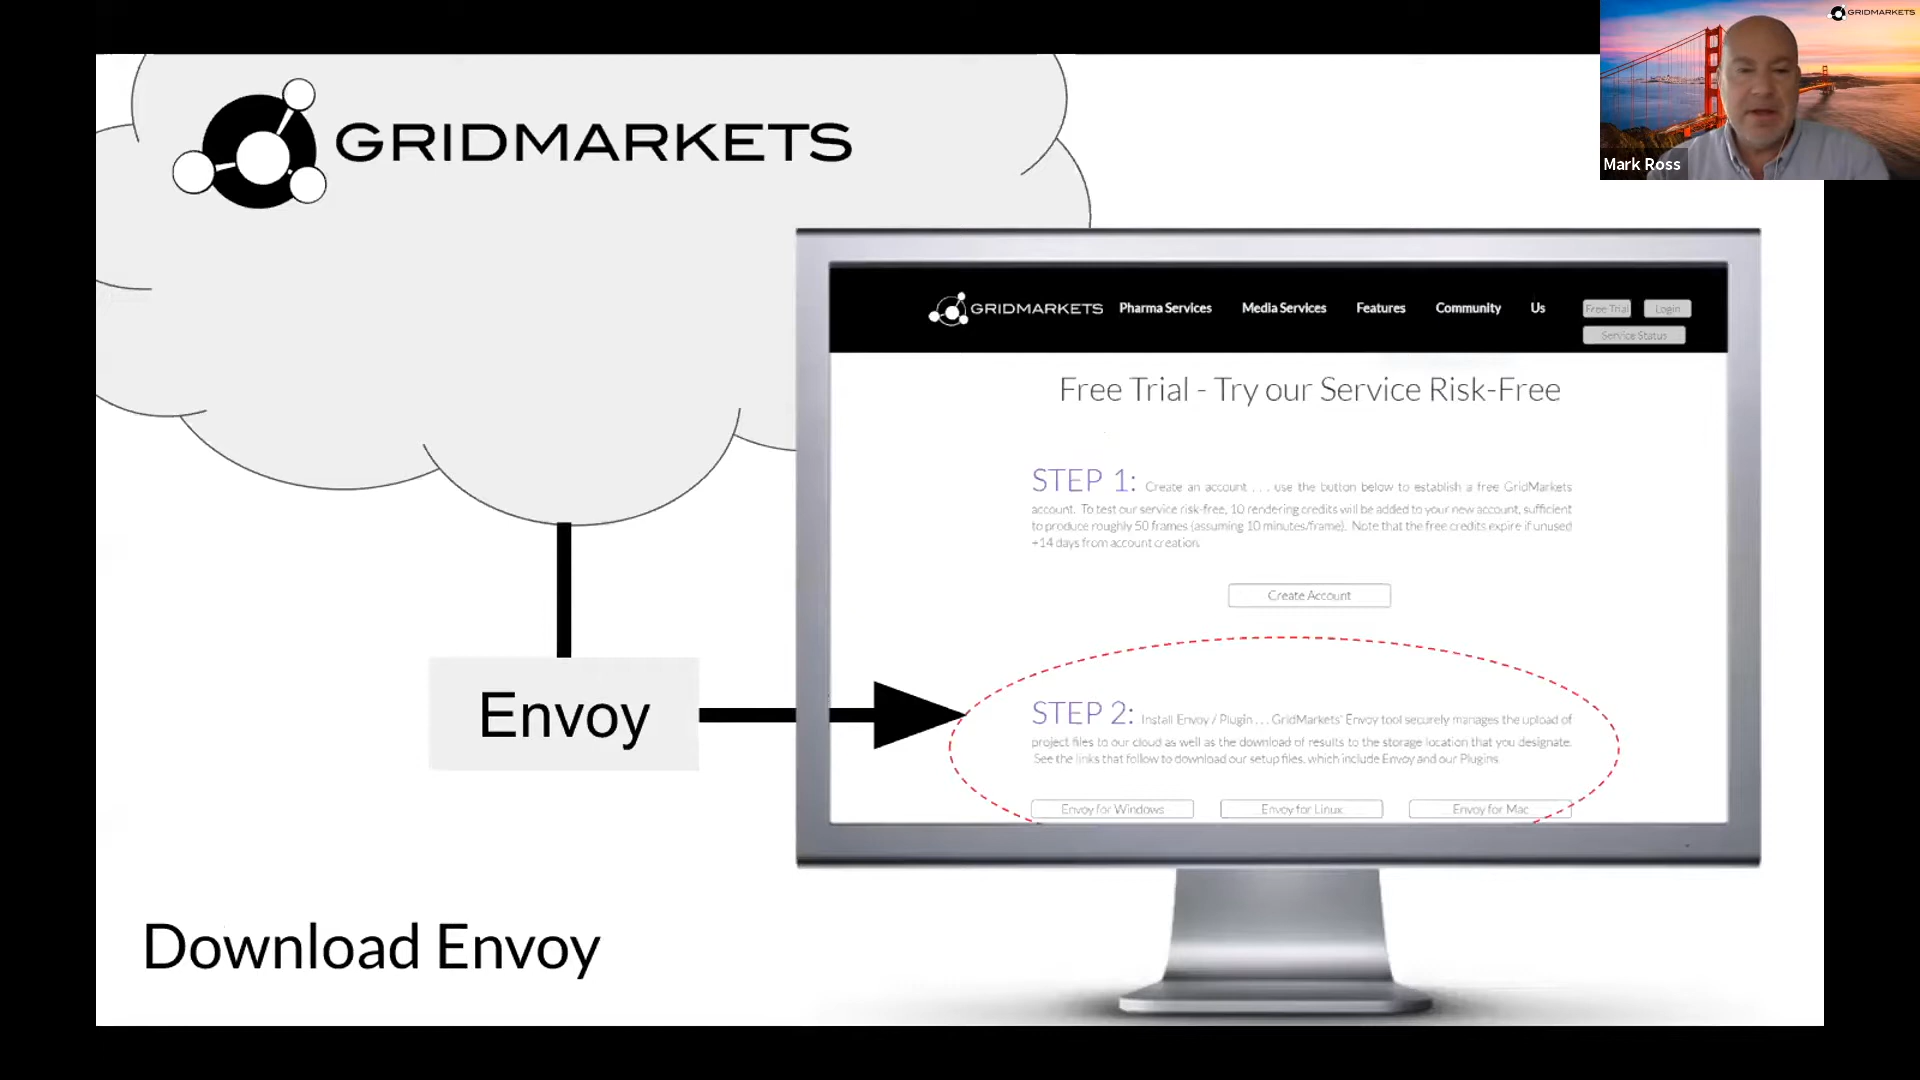 GRIDMARKETS
Mark Ross
GRIDMARKETS
GRIDMARKETS Pharma Services Media Services Features Community Us Free Trial Login
Service Status
Free Trial - Try our Service Risk-Free
STEP 1: Create an account . . . use the button below to establish a free GridMarkets
account. To test our service risk-free, 10 rendering credits will be added to your new account, sufficient
to produce roughly 50 frames (assuming 10 minutes/frame). Note that the free credits expire if unused
+14 days from account creation.
Create Account
STEP 2: Install Envoy / Plugin . . . GridMarkets' Envoy tool securely manages the upload of
project files to our cloud as well as the download of results to the storage location that you designate.
See the links that follow to download our setup files, which include Envoy and our Plugins
Envoy for Windows Envoy for Linux Envoy for Mac
Envoy
Download Envoy